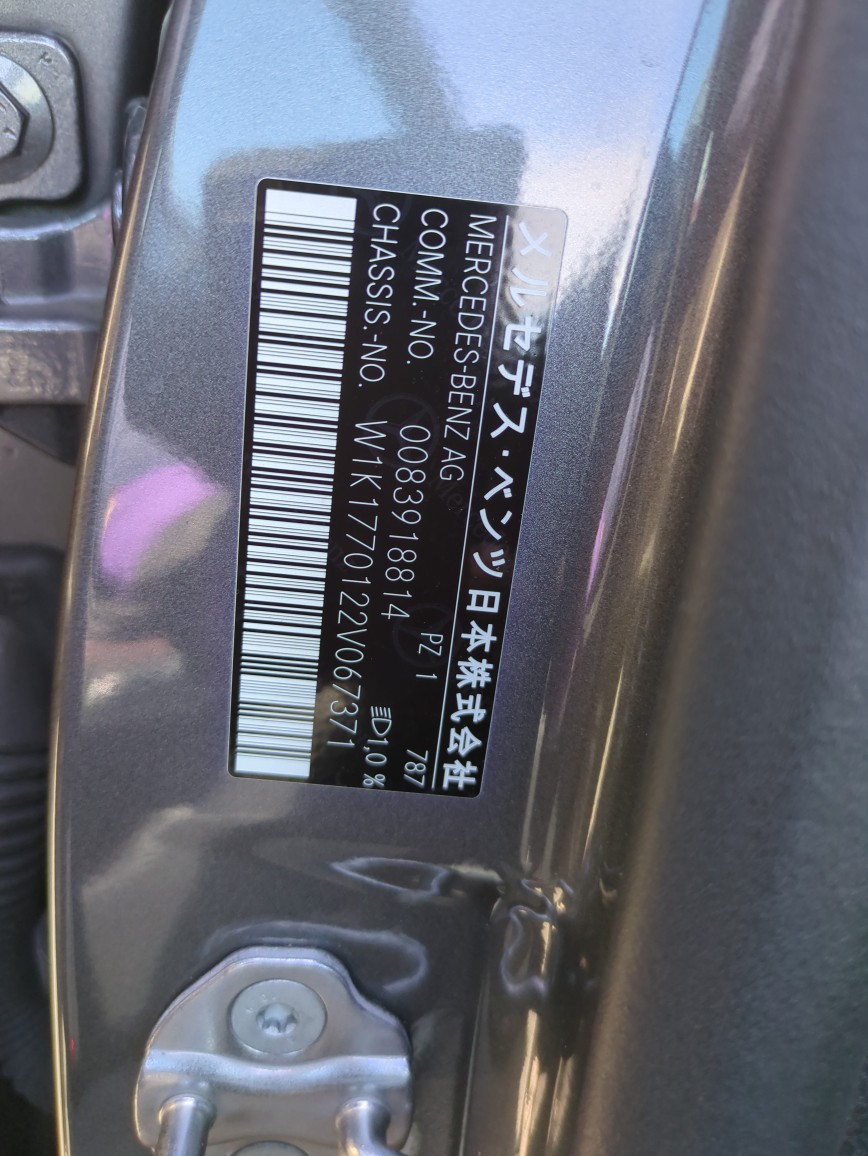 メルセデス・ベンツ日本株式会社
MERCEDES-BENZ AG PZ 1 787
COMM.-NO. 0083918814 1,0 %
CHASSIS.-NO. W1K1770122V067371